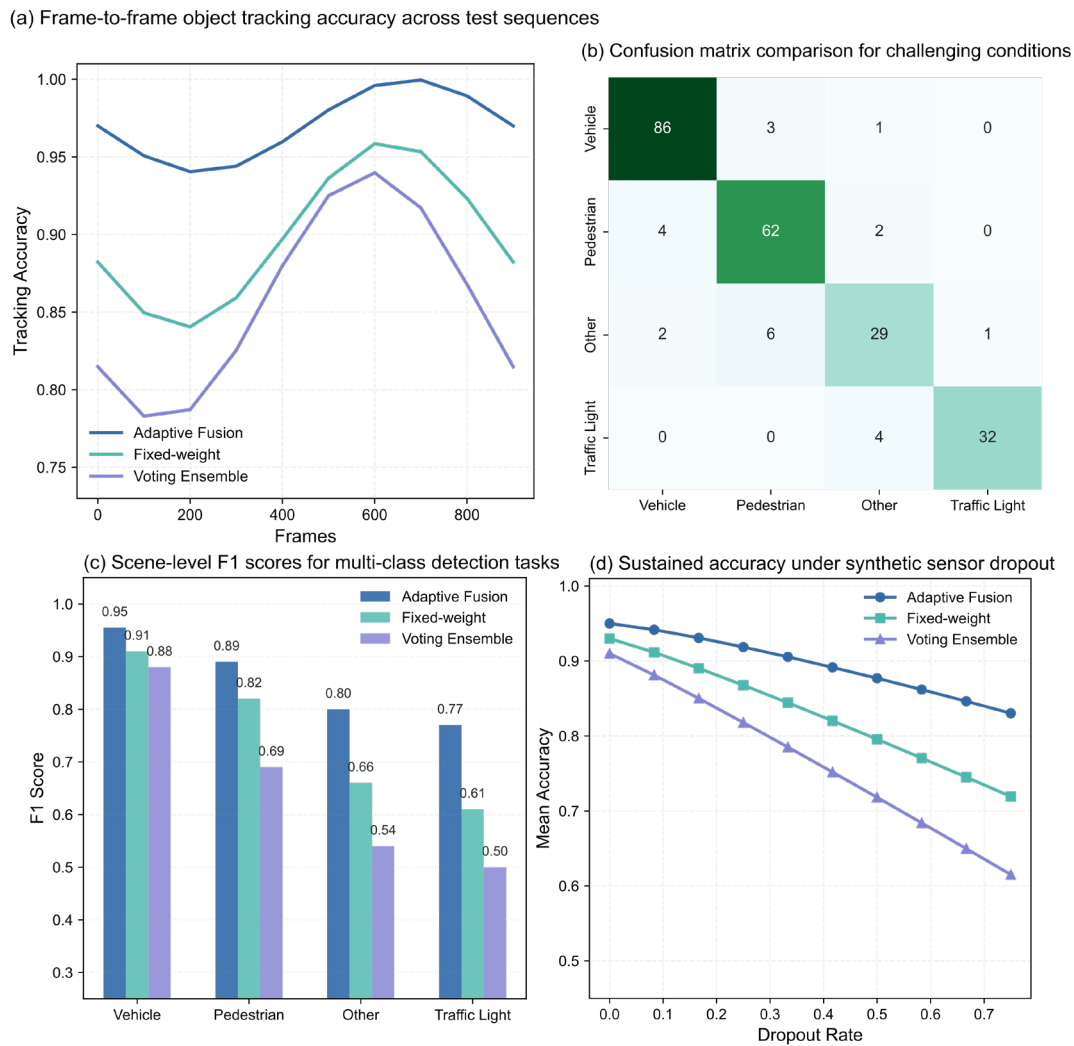 (a) Frame-to-frame object tracking accuracy across test sequences
1.00
0.95
0.90
0.85
0.80
0.75
Tracking Accuracy
Adaptive Fusion
Fixed-weight
Voting Ensemble
0 200 400 600 800
Frames
(b) Confusion matrix comparison for challenging conditions
Vehicle
86 3 1 0
Pedestrian
4 62 2 0
Other
2 6 29 1
Traffic Light
0 0 4 32
Vehicle Pedestrian Other Traffic Light
(c) Scene-level F1 scores for multi-class detection tasks
1.0
0.9
0.8
0.7
0.6
0.5
0.4
0.3
F1 Score
Adaptive Fusion
Fixed-weight
Voting Ensemble
0.95 0.91 0.88
0.89 0.82 0.69
0.80 0.66 0.54
0.77 0.61 0.50
Vehicle Pedestrian Other Traffic Light
(d) Sustained accuracy under synthetic sensor dropout
1.0
0.9
0.8
0.7
0.6
0.5
Mean Accuracy
Adaptive Fusion
Fixed-weight
Voting Ensemble
0.0 0.1 0.2 0.3 0.4 0.5 0.6 0.7
Dropout Rate